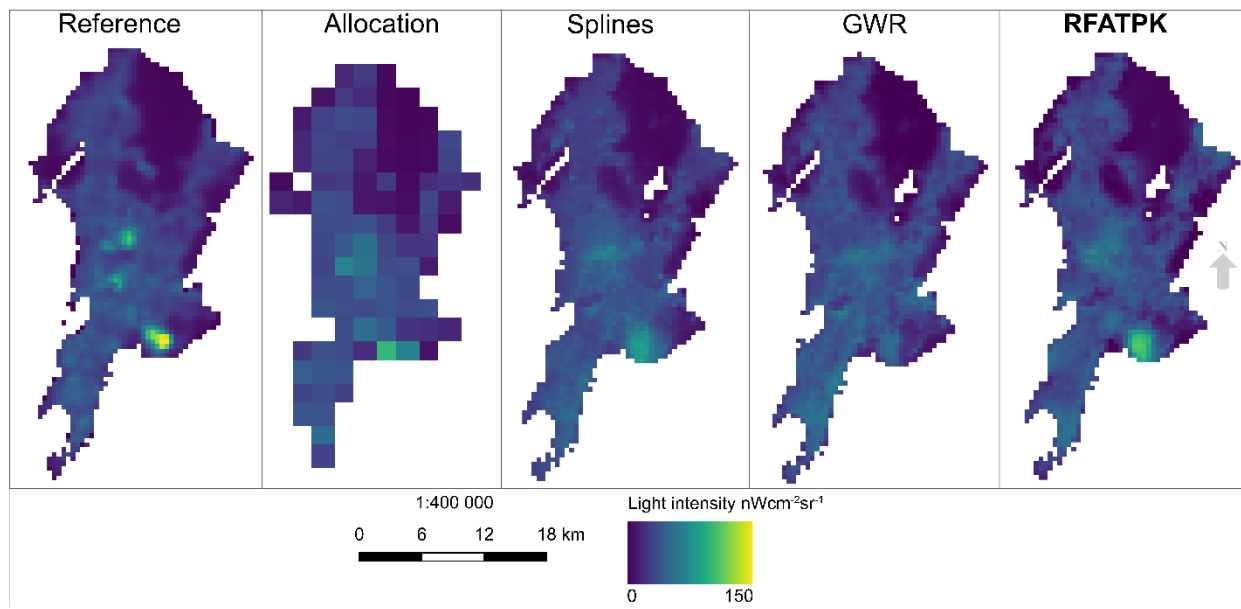 Reference
Allocation
Splines
GWR
RFATPK
N
1:400 000
0 6 12 18 km
Light intensity nWcm⁻²sr⁻¹
0 150